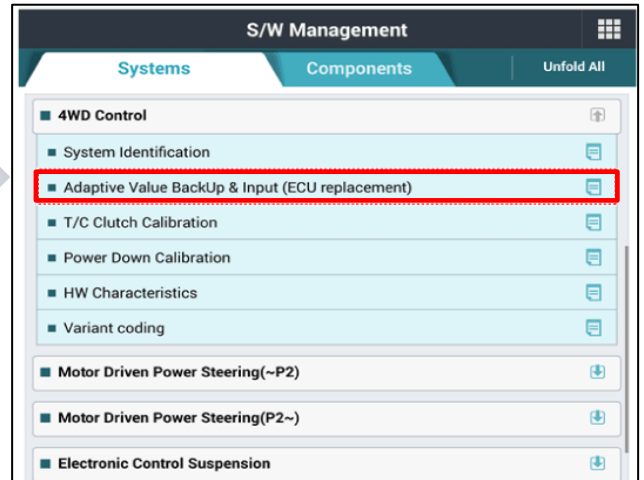 S/W Management
Systems
Components
Unfold All
4WD Control
System Identification
Adaptive Value BackUp & Input (ECU replacement)
T/C Clutch Calibration
Power Down Calibration
HW Characteristics
Variant coding
Motor Driven Power Steering(~P2)
Motor Driven Power Steering(P2~)
Electronic Control Suspension